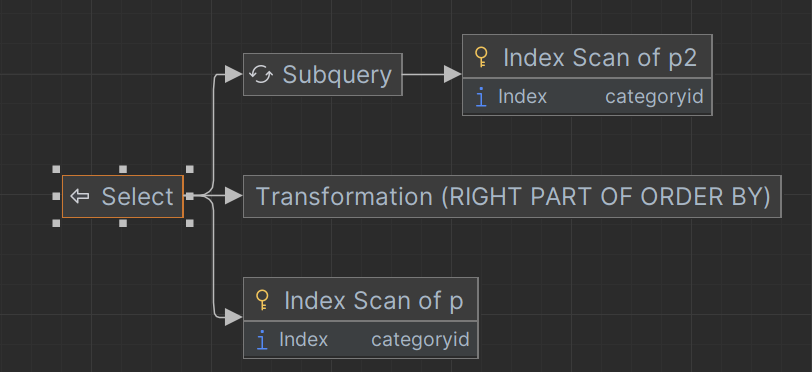 Subquery
Index Scan of p2
i Index categoryid
Select
Transformation (RIGHT PART OF ORDER BY)
Index Scan of p
i Index categoryid